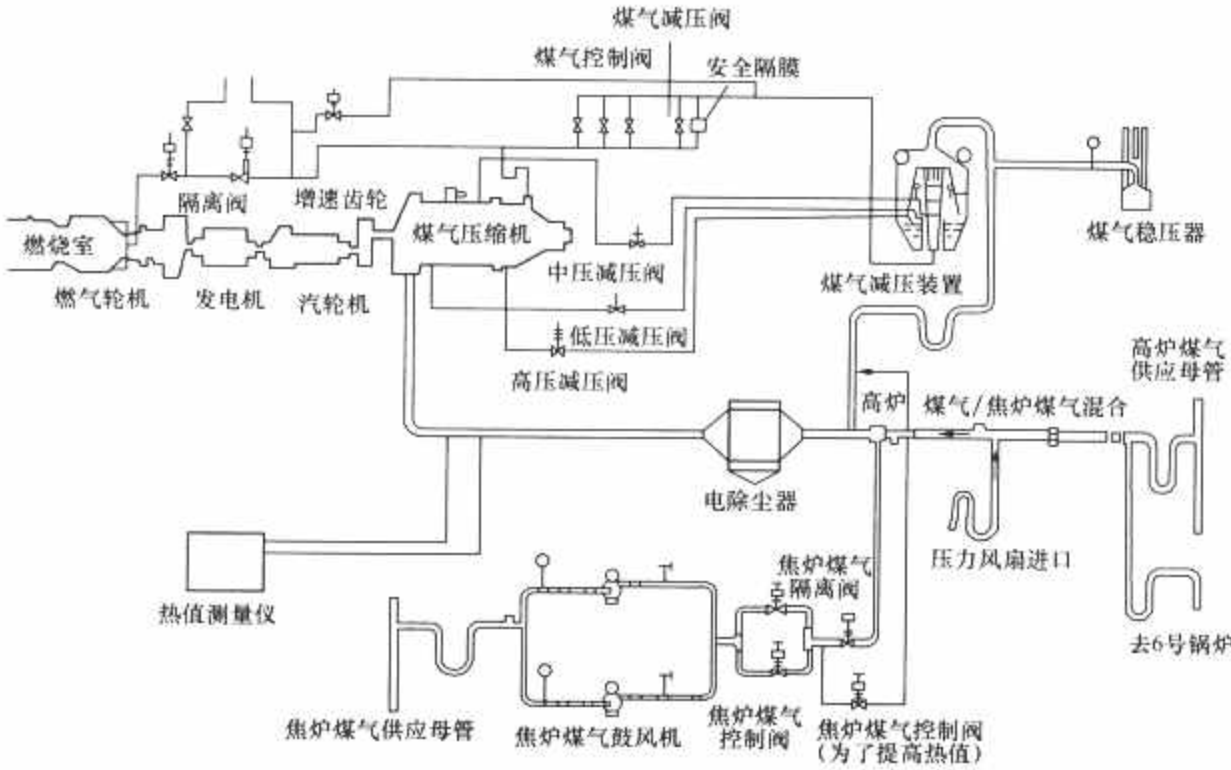 煤气减压阀
煤气控制阀
安全隔膜
隔离阀
增速齿轮
燃烧室
煤气压缩机
煤气稳压器
中压减压阀
煤气减压装置
燃气轮机
发电机
汽轮机
低压减压阀
高压减压阀
高炉煤气
供应母管
高炉
煤气/焦炉煤气混合
电除尘器
压力风扇进口
焦炉煤气
隔离阀
热值测量仪
去6号锅炉
焦炉煤气供应母管
焦炉煤气鼓风机
焦炉煤气
控制阀
焦炉煤气控制阀
(为了提高热值)